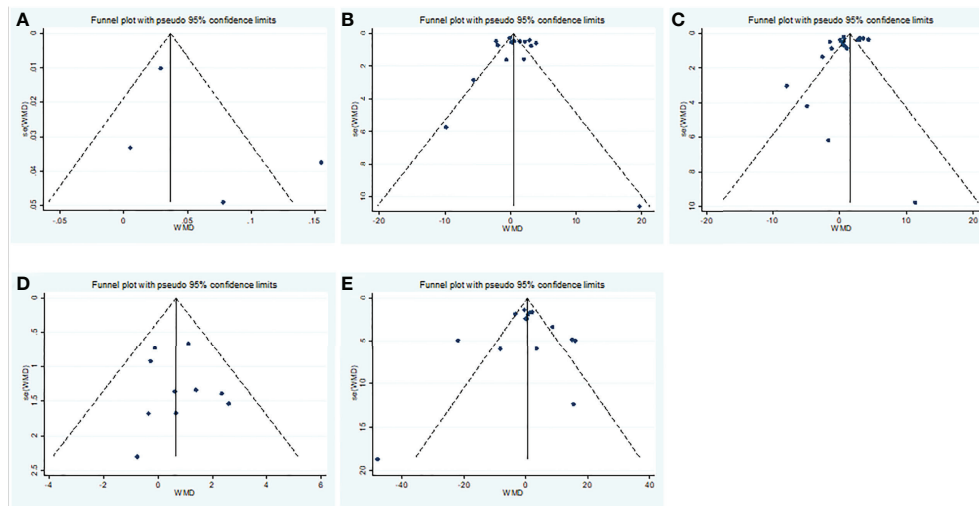 A
Funnel plot with pseudo 95% confidence limits
0
.01
.02
.03
.04
.05
se(WMD)
-.05
0
.05
.1
.15
WMD
B
Funnel plot with pseudo 95% confidence limits
0
2
4
6
8
10
se(WMD)
-20
-10
0
10
20
WMD
C
Funnel plot with pseudo 95% confidence limits
0
2
4
6
8
10
se(WMD)
-20
-10
0
10
20
WMD
D
Funnel plot with pseudo 95% confidence limits
0
.5
1
1.5
2
2.5
se(WMD)
-4
-2
0
2
4
6
WMD
E
Funnel plot with pseudo 95% confidence limits
0
5
10
15
20
se(WMD)
-40
-20
0
20
40
WMD